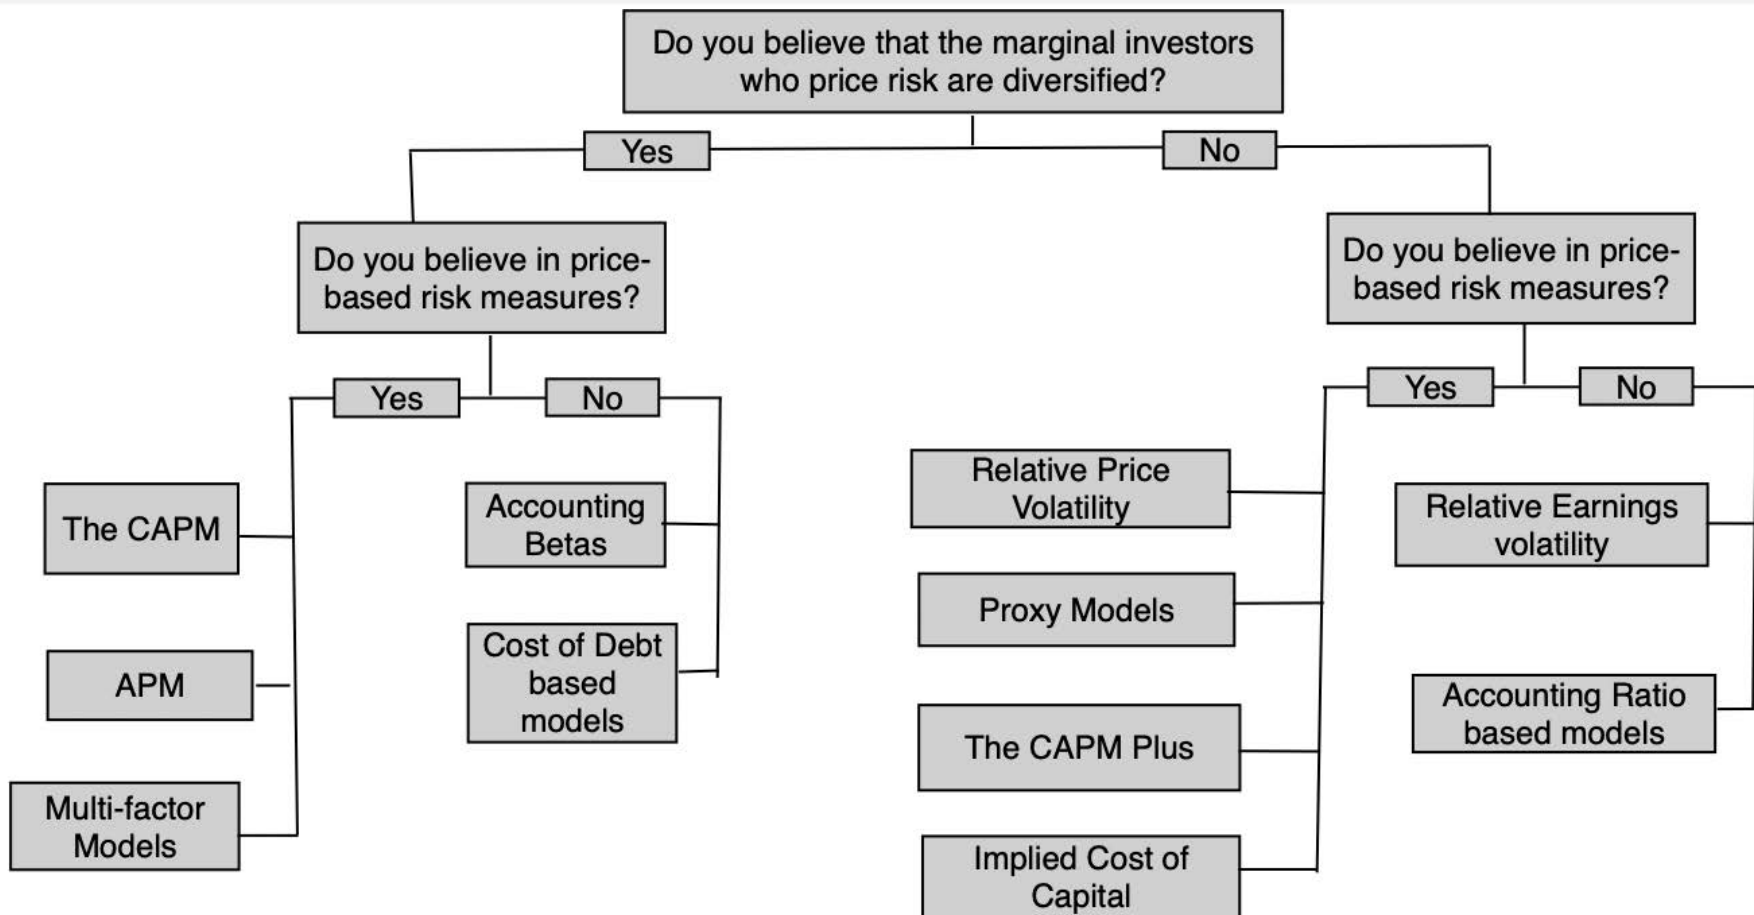 Do you believe that the marginal investors
who price risk are diversified?
Yes
No
Do you believe in price-
based risk measures?
Do you believe in price-
based risk measures?
Yes
No
Yes
No
The CAPM
APM
Multi-factor
Models
Accounting
Betas
Cost of Debt
based
models
Relative Price
Volatility
Proxy Models
The CAPM Plus
Implied Cost of
Capital
Relative Earnings
volatility
Accounting Ratio
based models